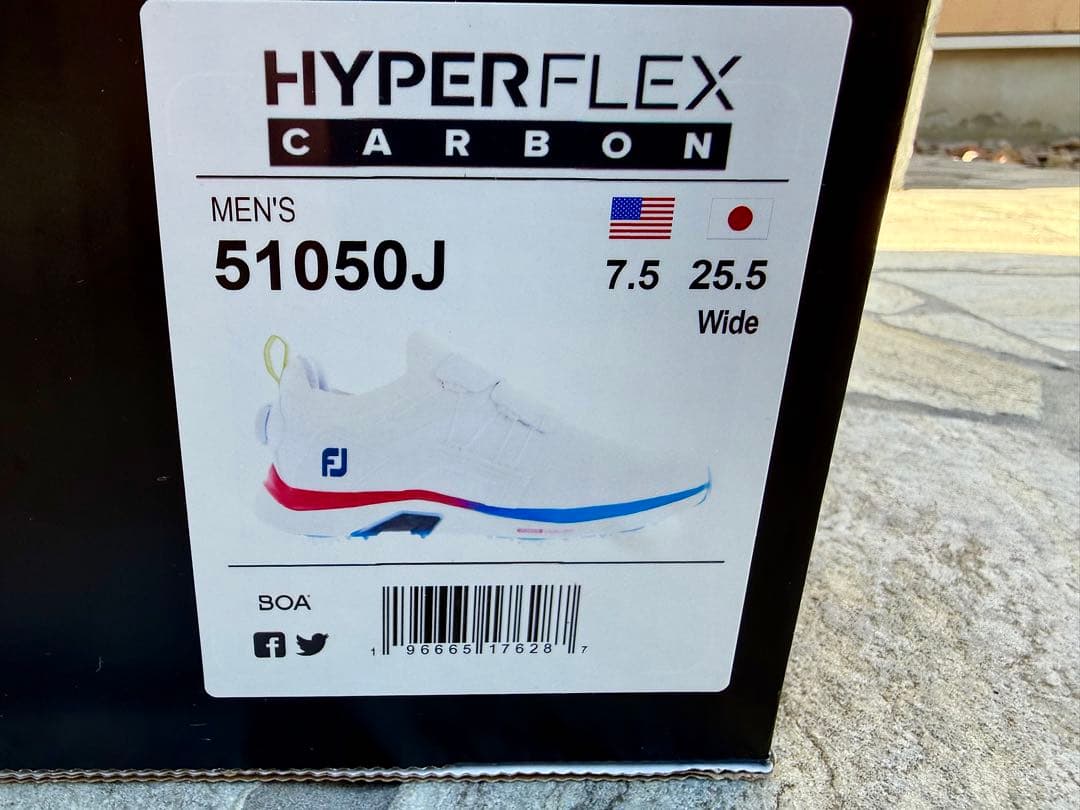 HYPERFLEX
CARBON
MEN'S
51050J
7.5 25.5
Wide
FJ
BOA
1 96665 17628 7